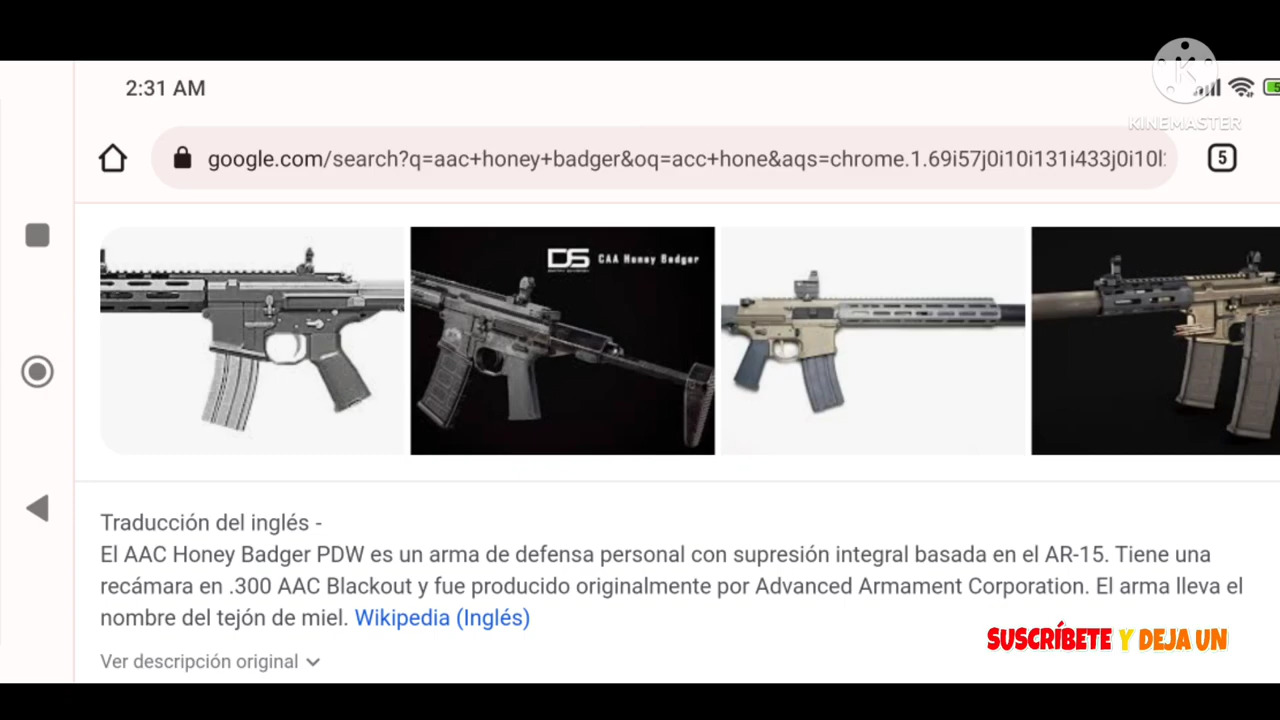 2:31 AM
KINEMASTER
google.com/search?q=aac+honey+badger&oq=acc+hone&aqs=chrome.1.69i57j0i10i131i433j0i10l
5
DS CAA Honey Badger
Traducción del inglés -
El AAC Honey Badger PDW es un arma de defensa personal con supresión integral basada en el AR-15. Tiene una
recámara en .300 AAC Blackout y fue producido originalmente por Advanced Armament Corporation. El arma lleva el
nombre del tejón de miel. Wikipedia (Inglés)
SUSCRÍBETE Y DEJA UN
Ver descripción original